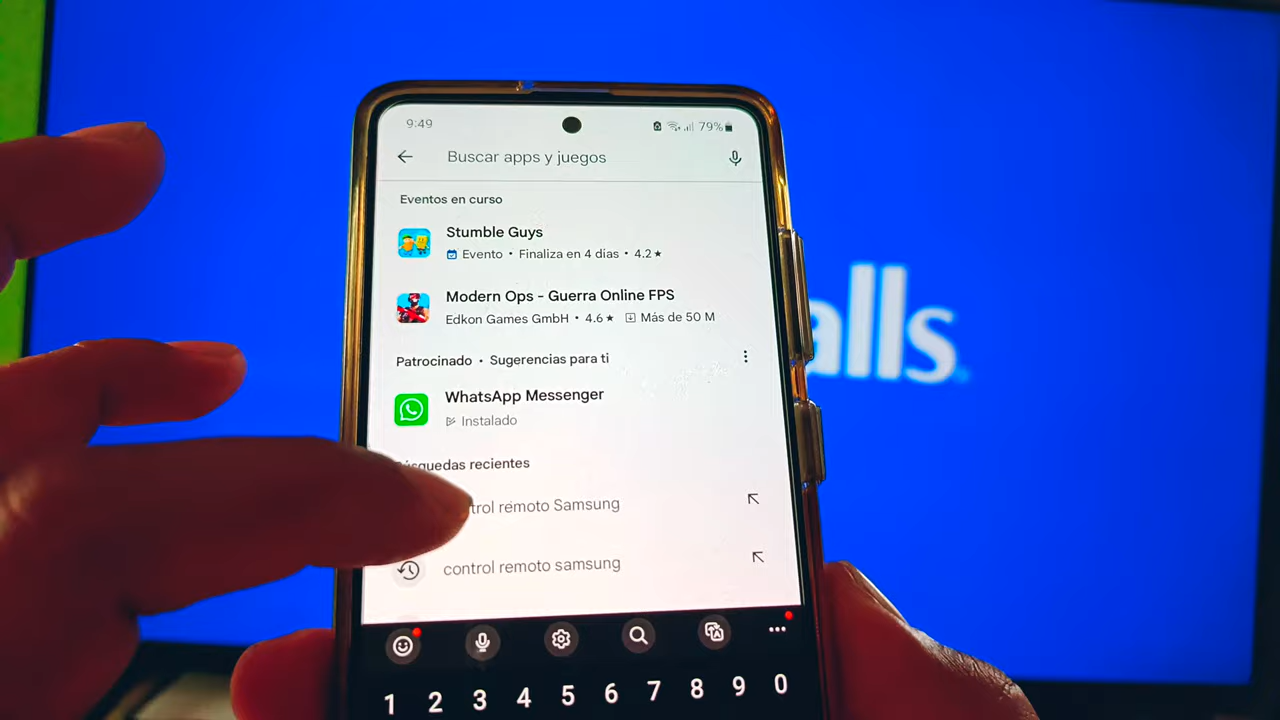 9:49
79%
Buscar apps y juegos
Eventos en curso
Stumble Guys
Evento • Finaliza en 4 días • 4.2★
Modern Ops - Guerra Online FPS
Edkon Games GmbH • 4.6★ Más de 50 M
Patrocinado • Sugerencias para ti
WhatsApp Messenger
Instalado
recientes
remoto Samsung
control remoto samsung
1 2 3 4 5 6 7 8 9 0
alls